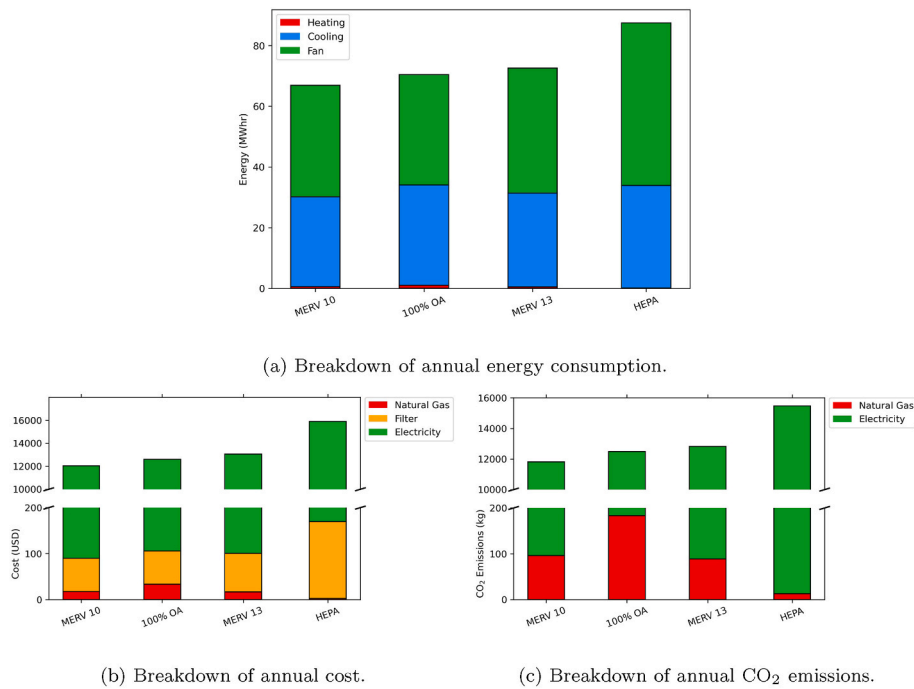 Heating
Cooling
Fan
Energy (MWhr)
80
60
40
20
0
MERV 10
100% OA
MERV 13
HEPA
(a) Breakdown of annual energy consumption.
Natural Gas
Filter
Electricity
Cost (USD)
16000
14000
12000
10000
200
100
0
MERV 10
100% OA
MERV 13
HEPA
(b) Breakdown of annual cost.
Natural Gas
Electricity
CO₂ Emissions (kg)
16000
14000
12000
10000
200
100
0
MERV 10
100% OA
MERV 13
HEPA
(c) Breakdown of annual CO₂ emissions.